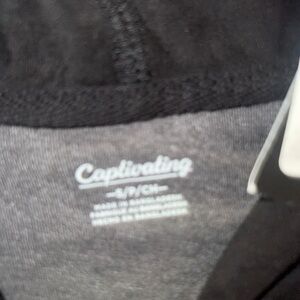 Captivating
—S/P/CH—
MADE IN BANGLADESH
HECHO EN BANGLADESH